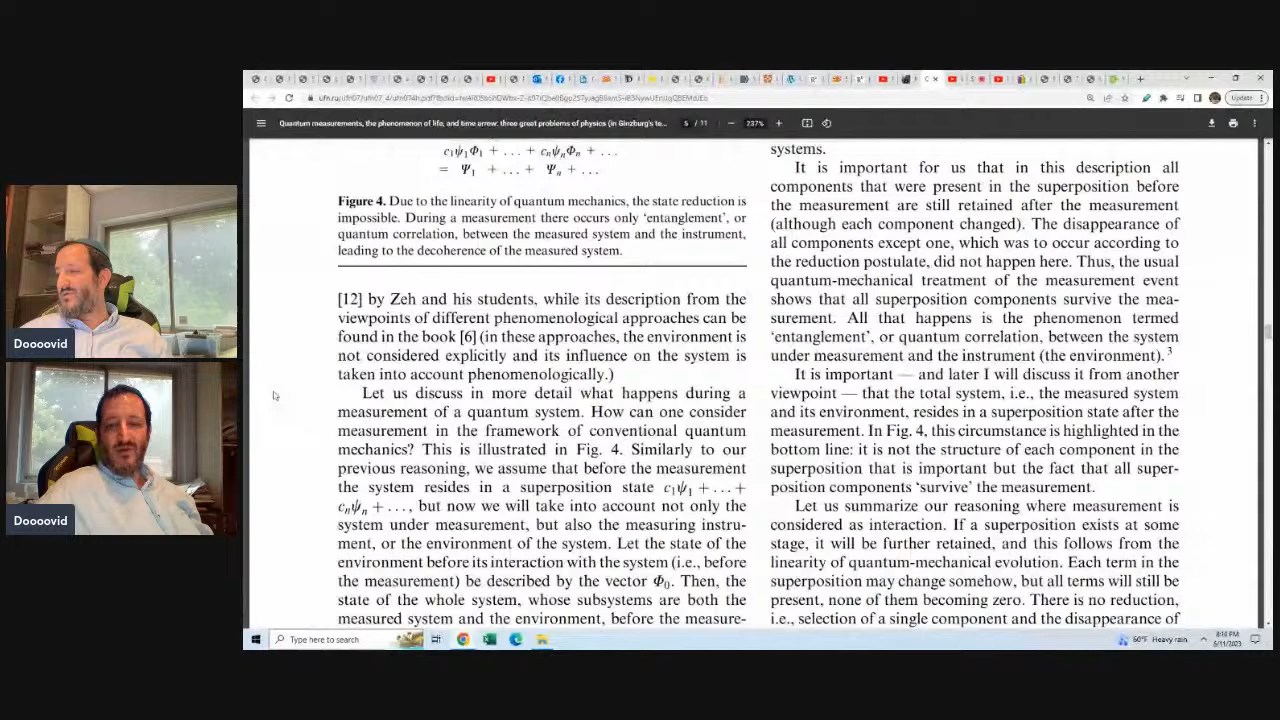 Update
Quantum measurements, the phenomenon of life, and time arrow: three great problems of physics (in Ginzburg's te...
5 / 11
237%
c₁ψ₁Φ₁ + . . . + cₙψₙΦₙ + . . .
= Ψ₁ + . . . + Ψₙ + . . .
Figure 4. Due to the linearity of quantum mechanics, the state reduction is
impossible. During a measurement there occurs only ‘entanglement’, or
quantum correlation, between the measured system and the instrument,
leading to the decoherence of the measured system.
[12] by Zeh and his students, while its description from the
viewpoints of different phenomenological approaches can be
found in the book [6] (in these approaches, the environment is
not considered explicitly and its influence on the system is
taken into account phenomenologically.)
Let us discuss in more detail what happens during a
measurement of a quantum system. How can one consider
measurement in the framework of conventional quantum
mechanics? This is illustrated in Fig. 4. Similarly to our
previous reasoning, we assume that before the measurement
the system resides in a superposition state c₁ψ₁ + . . . +
cₙψₙ + . . ., but now we will take into account not only the
system under measurement, but also the measuring instru-
ment, or the environment of the system. Let the state of the
environment before its interaction with the system (i.e., before
the measurement) be described by the vector Φ₀. Then, the
state of the whole system, whose subsystems are both the
measured system and the environment, before the measure-
systems.
It is important for us that in this description all
components that were present in the superposition before
the measurement are still retained after the measurement
(although each component changed). The disappearance of
all components except one, which was to occur according to
the reduction postulate, did not happen here. Thus, the usual
quantum-mechanical treatment of the measurement event
shows that all superposition components survive the mea-
surement. All that happens is the phenomenon termed
‘entanglement’, or quantum correlation, between the system
under measurement and the instrument (the environment). ³
It is important — and later I will discuss it from another
viewpoint — that the total system, i.e., the measured system
and its environment, resides in a superposition state after the
measurement. In Fig. 4, this circumstance is highlighted in the
bottom line: it is not the structure of each component in the
superposition that is important but the fact that all super-
position components ‘survive’ the measurement.
Let us summarize our reasoning where measurement is
considered as interaction. If a superposition exists at some
stage, it will be further retained, and this follows from the
linearity of quantum-mechanical evolution. Each term in the
superposition may change somehow, but all terms will still be
present, none of them becoming zero. There is no reduction,
i.e., selection of a single component and the disappearance of
Doooovid
Doooovid
Type here to search
60°F Heavy rain
8:14 PM
6/11/2023